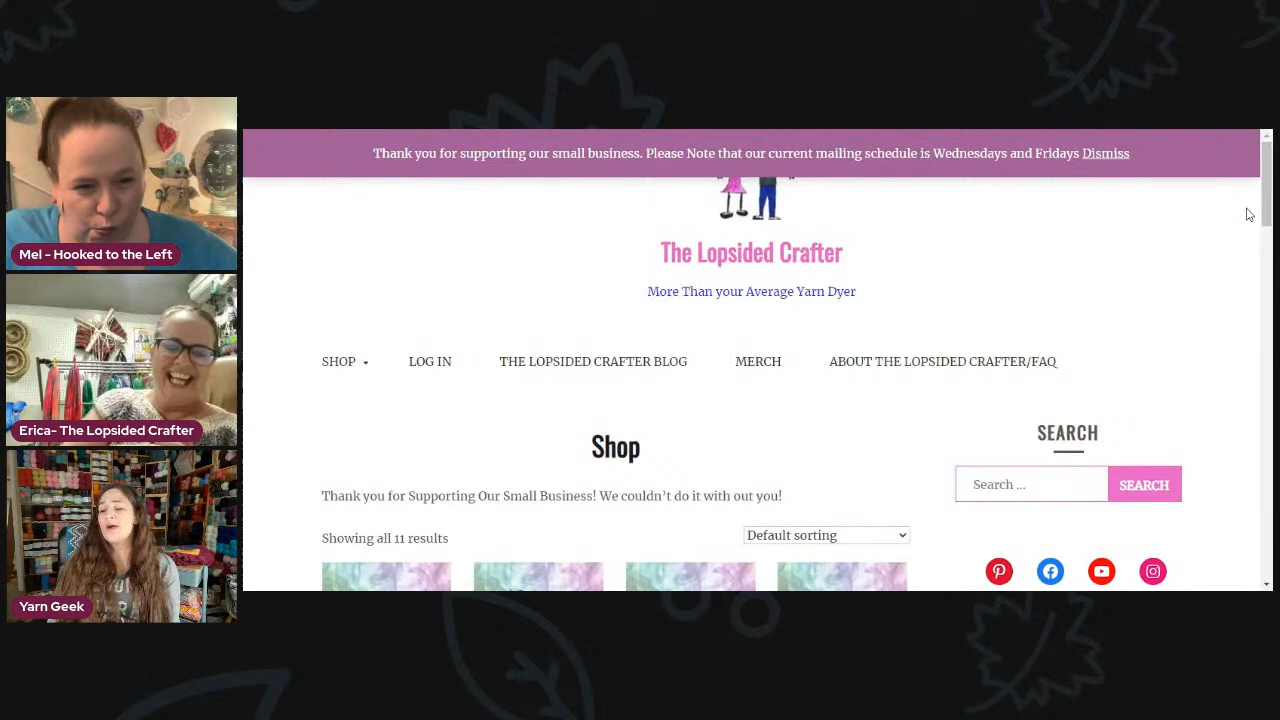 Mel - Hooked to the Left
Erica- The Lopsided Crafter
Yarn Geek
Thank you for supporting our small business. Please Note that our current mailing schedule is Wednesdays and Fridays Dismiss
The Lopsided Crafter
More Than your Average Yarn Dyer
SHOP
LOG IN
THE LOPSIDED CRAFTER BLOG
MERCH
ABOUT THE LOPSIDED CRAFTER/FAQ
Shop
Thank you for Supporting Our Small Business! We couldn't do it with out you!
Showing all 11 results
Default sorting
SEARCH
Search ...
SEARCH